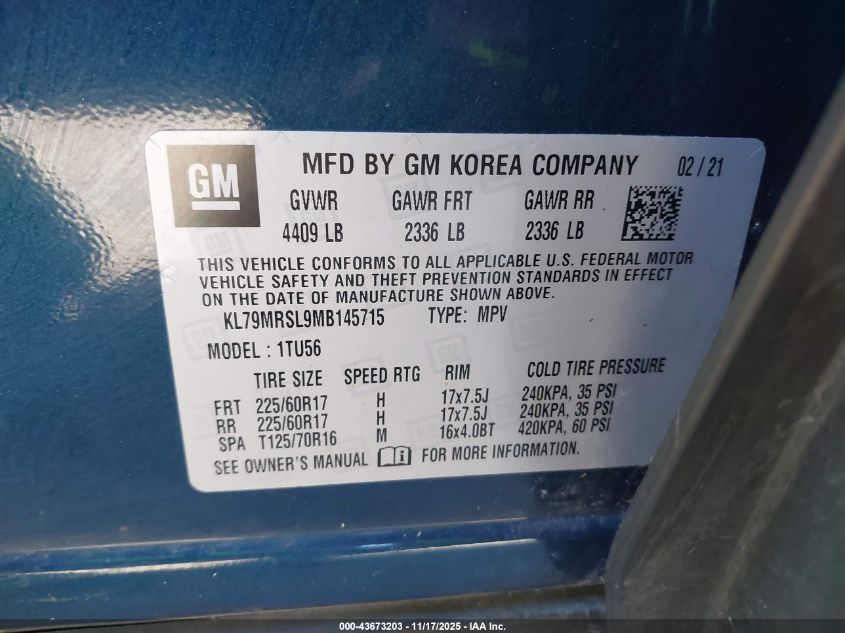 GM
MFD BY GM KOREA COMPANY 02 / 21
GVWR GAWR FRT GAWR RR
4409 LB 2336 LB 2336 LB
THIS VEHICLE CONFORMS TO ALL APPLICABLE U.S. FEDERAL MOTOR
VEHICLE SAFETY AND THEFT PREVENTION STANDARDS IN EFFECT
ON THE DATE OF MANUFACTURE SHOWN ABOVE.
KL79MRSL9MB145715 TYPE: MPV
MODEL : 1TU56
TIRE SIZE SPEED RTG RIM COLD TIRE PRESSURE
FRT 225/60R17 H 17x7.5J 240KPA, 35 PSI
RR 225/60R17 H 17x7.5J 240KPA, 35 PSI
SPA T125/70R16 M 16x4.0BT 420KPA, 60 PSI
SEE OWNER'S MANUAL FOR MORE INFORMATION.
000-43673203 - 11/17/2025 - IAA Inc.